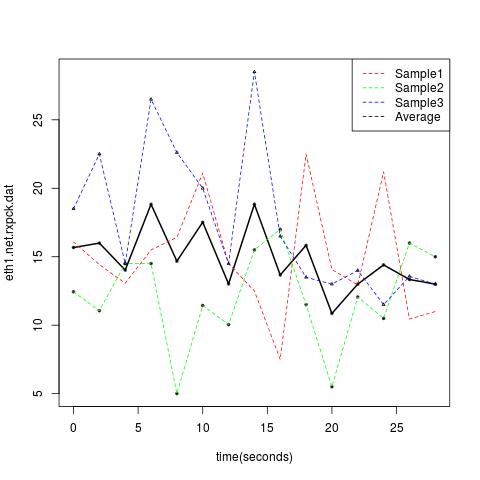 Sample1
Sample2
Sample3
Average
eth1.net.rxpck.dat
25
20
15
10
5
0 5 10 15 20 25
time(seconds)